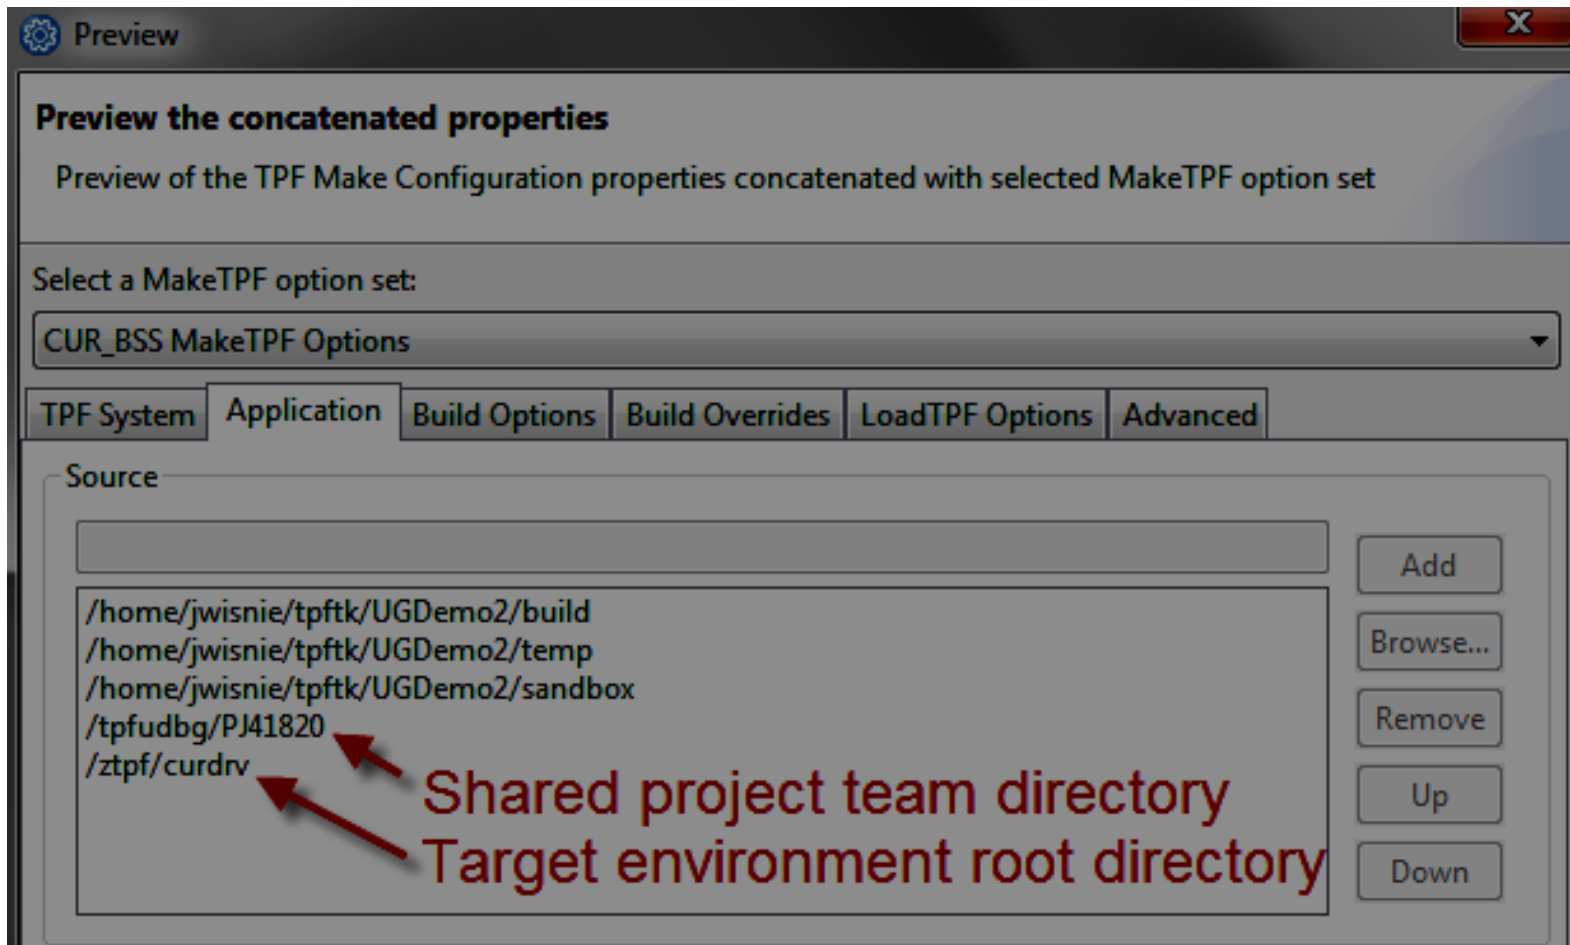 Preview
X
Preview the concatenated properties
Preview of the TPF Make Configuration properties concatenated with selected MakeTPF option set
Select a MakeTPF option set:
CUR_BSS MakeTPF Options
TPF System Application Build Options Build Overrides LoadTPF Options Advanced
Source
Add
/home/jwisnie/tpftk/UGDemo2/build
/home/jwisnie/tpftk/UGDemo2/temp
Browse...
/home/jwisnie/tpftk/UGDemo2/sandbox
/tpfudbg/PJ41820
Remove
/ztpf/curdrv
Shared project team directory
Up
Target environment root directory
Down